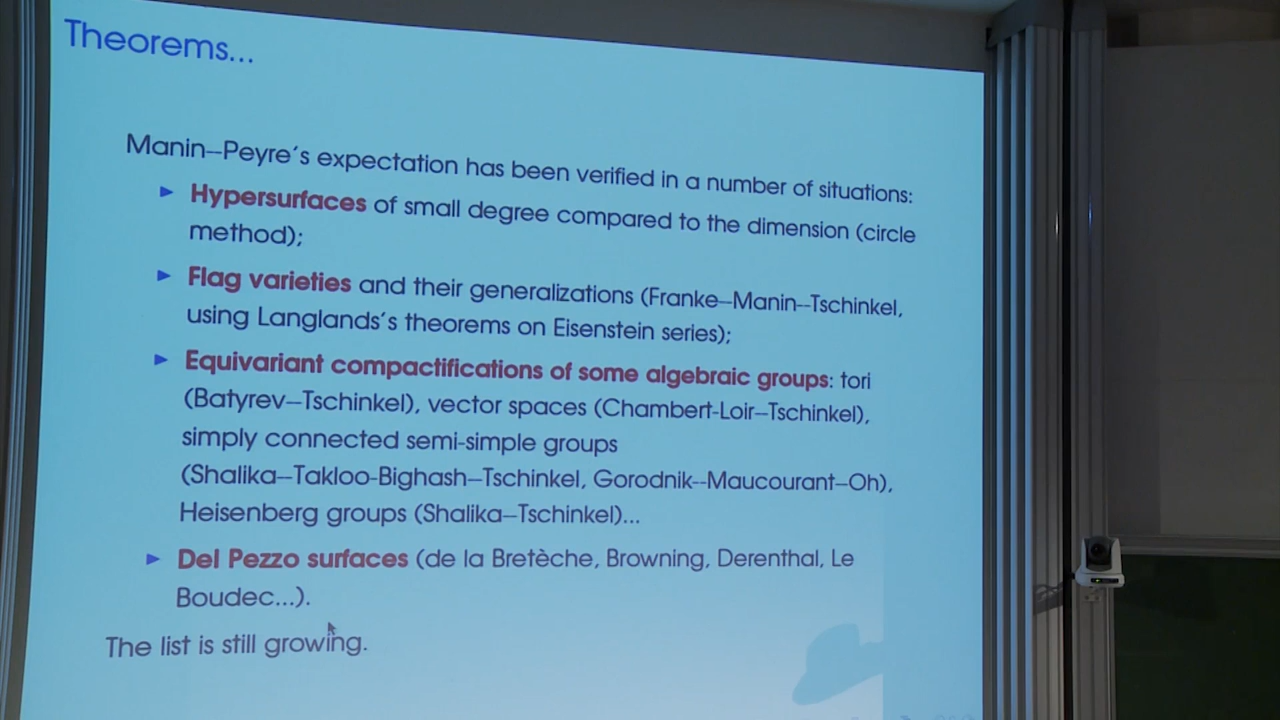 Theorems...
Manin–Peyre's expectation has been verified in a number of situations:
► Hypersurfaces of small degree compared to the dimension (circle
method);
► Flag varieties and their generalizations (Franke–Manin--Tschinkel,
using Langlands's theorems on Eisenstein series);
► Equivariant compactifications of some algebraic groups: tori
(Batyrev–Tschinkel), vector spaces (Chambert-Loir–Tschinkel),
simply connected semi-simple groups
(Shalika–Takloo-Bighash–Tschinkel, Gorodnik--Maucourant–Oh),
Heisenberg groups (Shalika–Tschinkel)...
► Del Pezzo surfaces (de la Bretèche, Browning, Derenthal, Le
Boudec...).
The list is still growing.